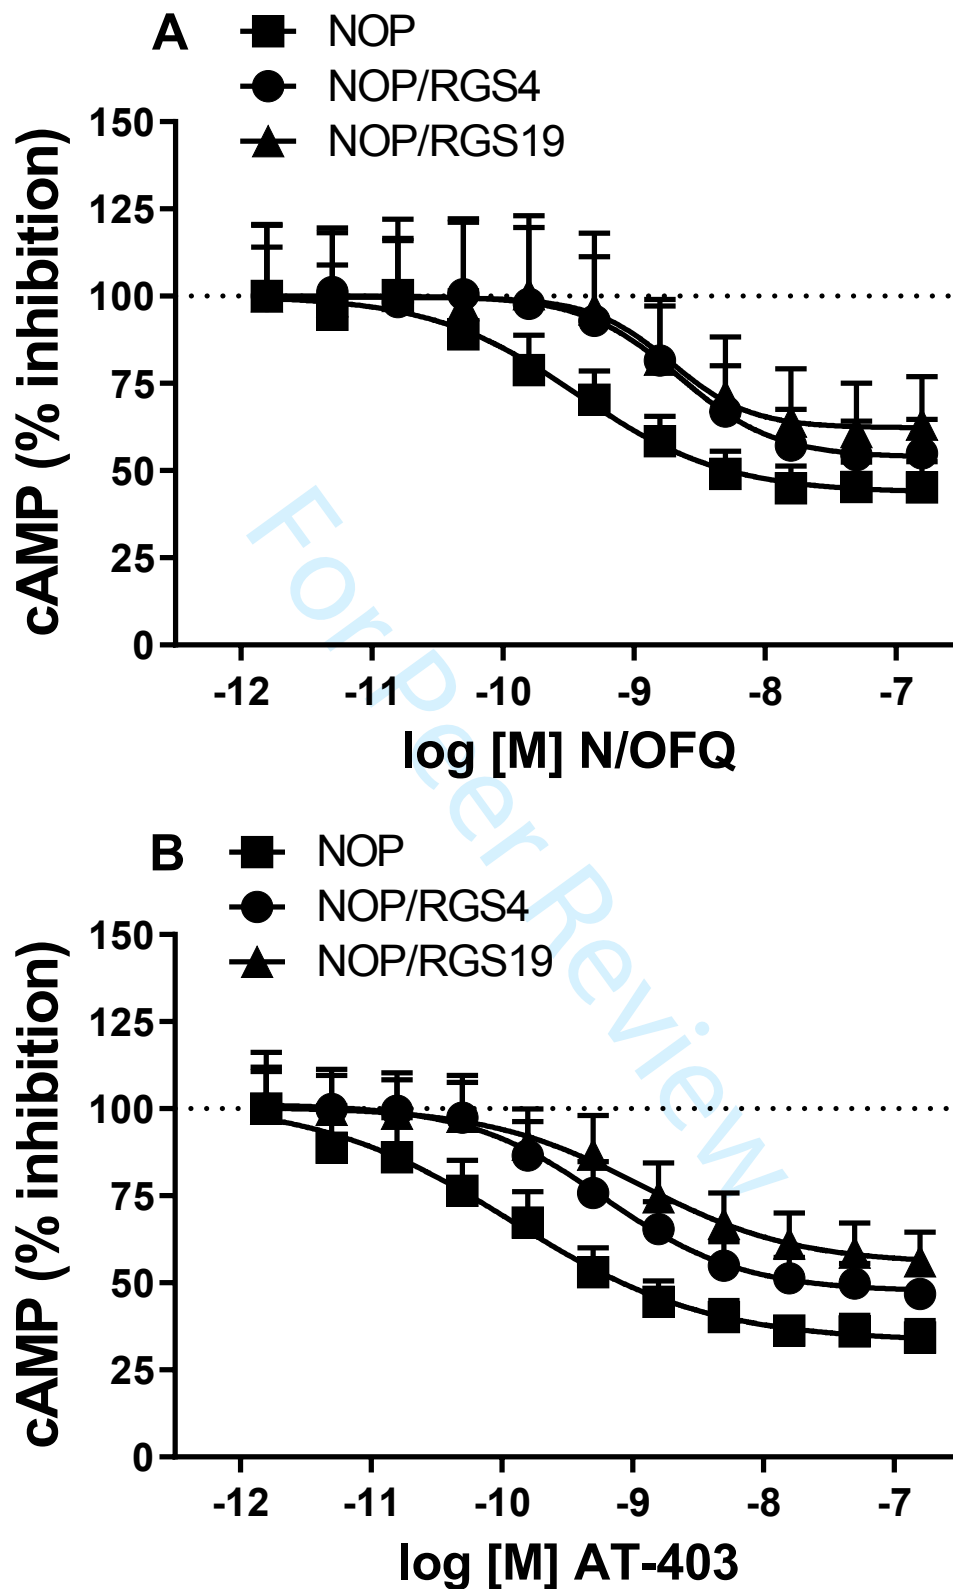 A
NOP
NOP/RGS4
NOP/RGS19
cAMP (% inhibition)
150
125
100
75
50
25
0
-12 -11 -10 -9 -8 -7
log [M] N/OFQ
For Peer Review
B
NOP
NOP/RGS4
NOP/RGS19
cAMP (% inhibition)
150
125
100
75
50
25
0
-12 -11 -10 -9 -8 -7
log [M] AT-403